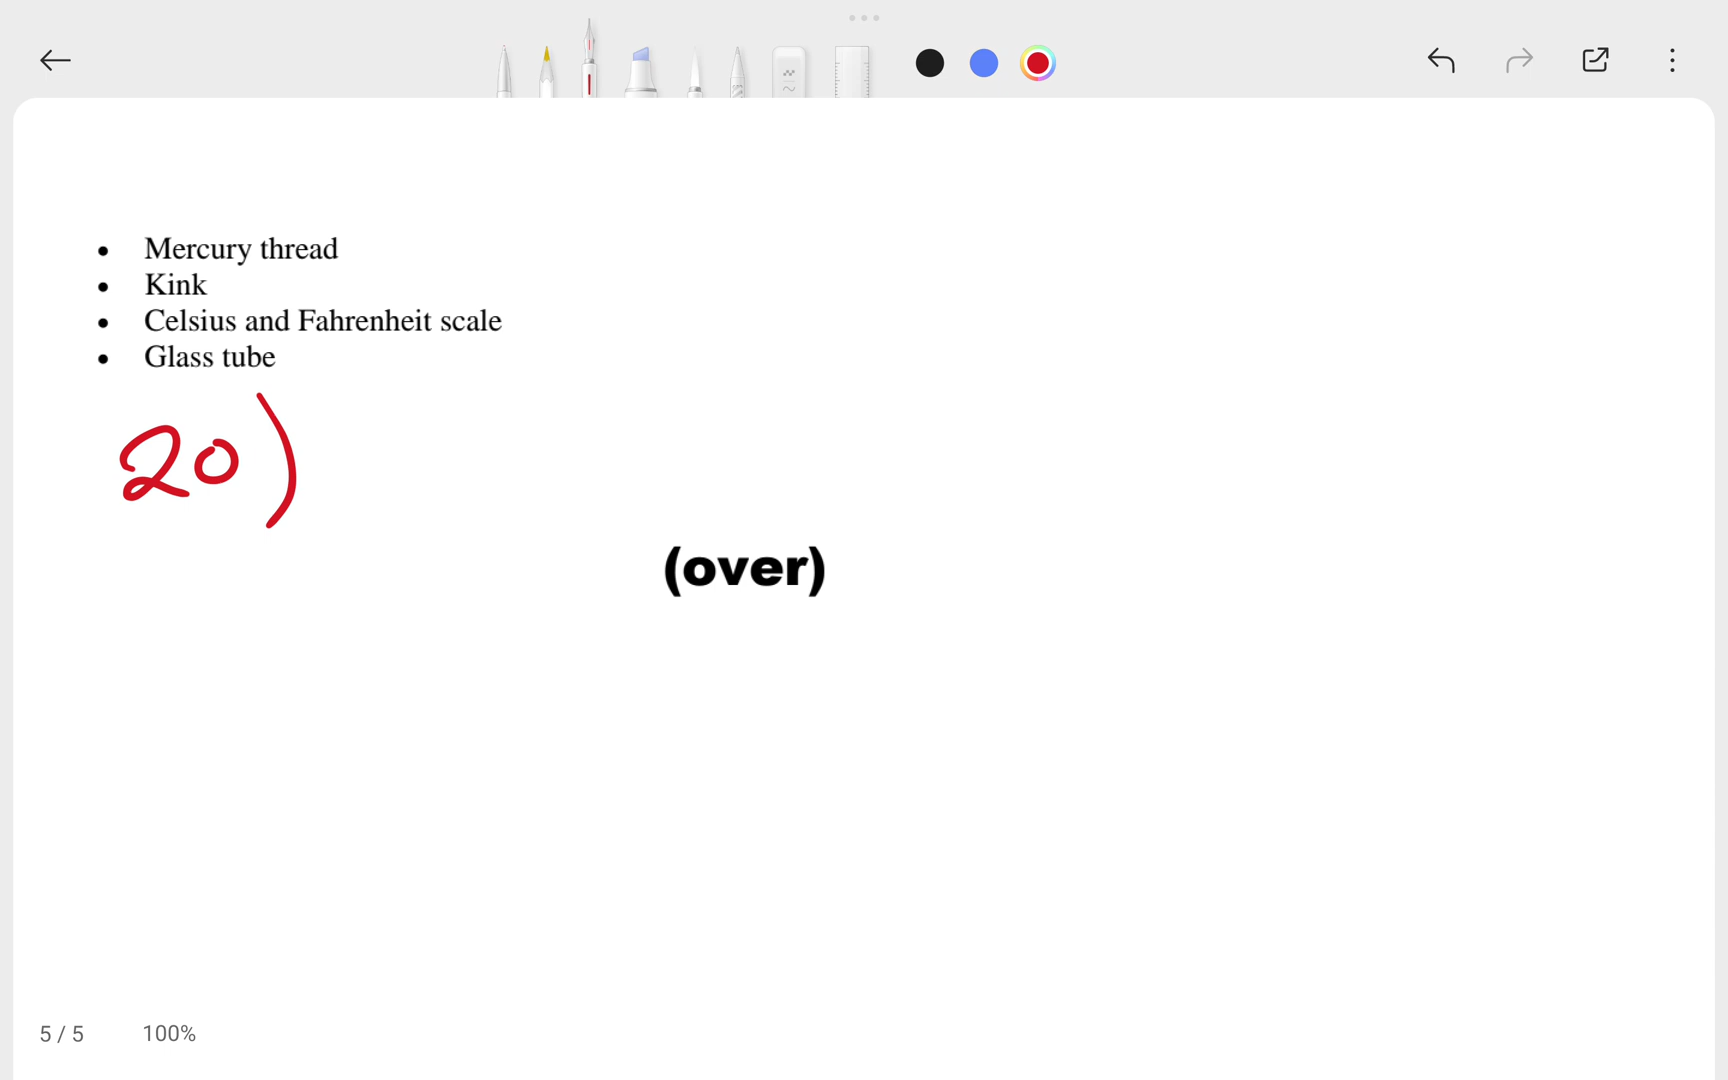 • Mercury thread
• Kink
• Celsius and Fahrenheit scale
• Glass tube
20)
(over)
5 / 5 100%